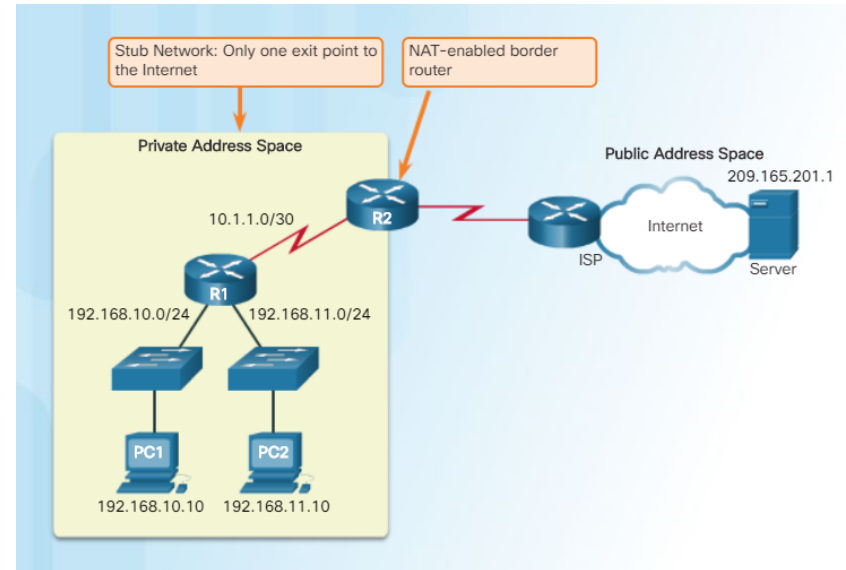 Stub Network: Only one exit point to
the Internet
NAT-enabled border
router
Private Address Space
Public Address Space
209.165.201.1
10.1.1.0/30
R2
Internet
ISP
Server
R1
192.168.10.0/24
192.168.11.0/24
PC1
PC2
192.168.10.10
192.168.11.10